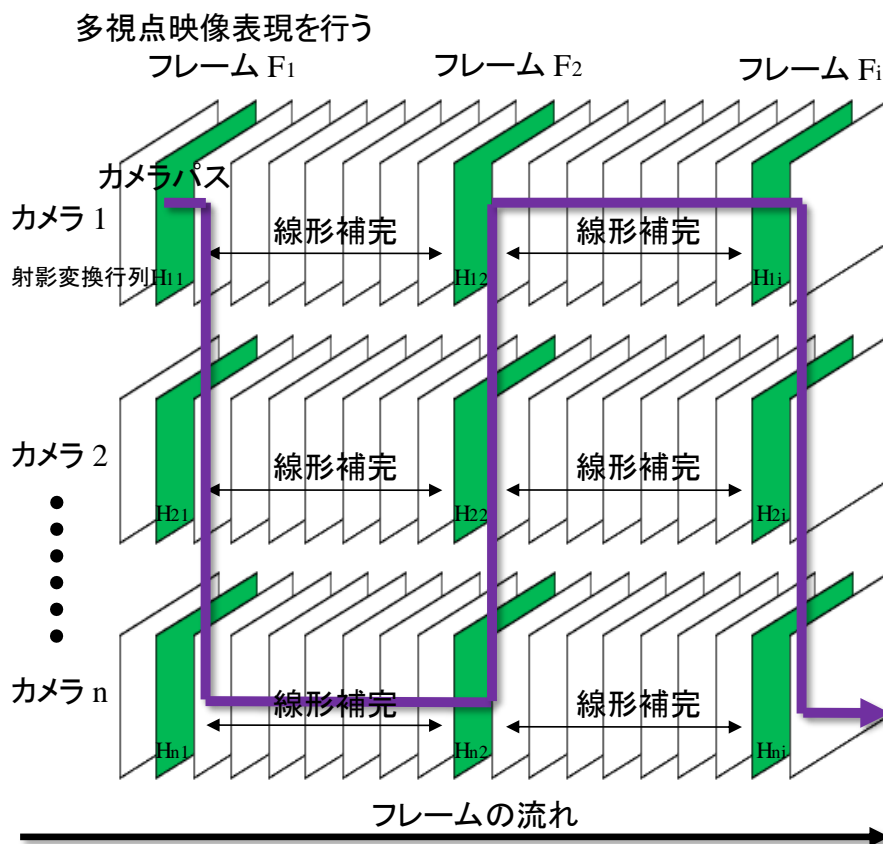 多視点映像表現を行う
フレーム F1 フレーム F2 フレーム Fi
カメラパス
カメラ 1
線形補完 線形補完
射影変換行列H11 H12 H1i
カメラ 2
線形補完 線形補完
H21 H22 H2i
カメラ n
線形補完 線形補完
Hn1 Hn2 Hni
フレームの流れ